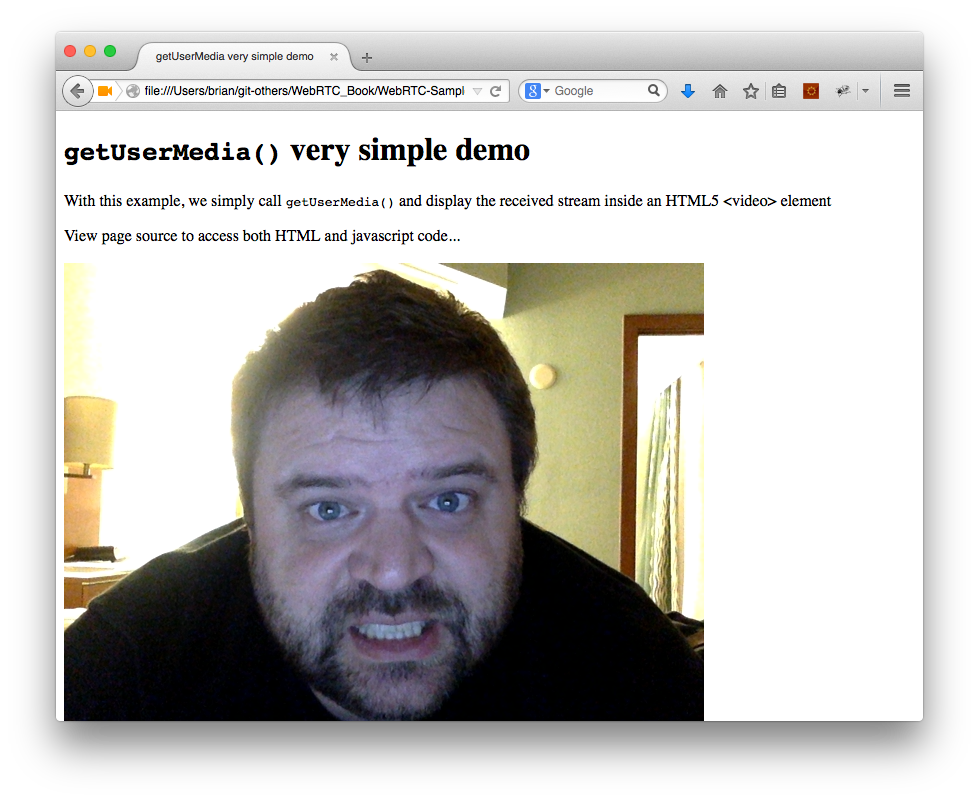 getUserMedia very simple demo
file:///Users/brian/git-others/WebRTC_Book/WebRTC-Sampl
8 Google
getUserMedia() very simple demo
With this example, we simply call getUserMedia() and display the received stream inside an HTML5 <video> element
View page source to access both HTML and javascript code...